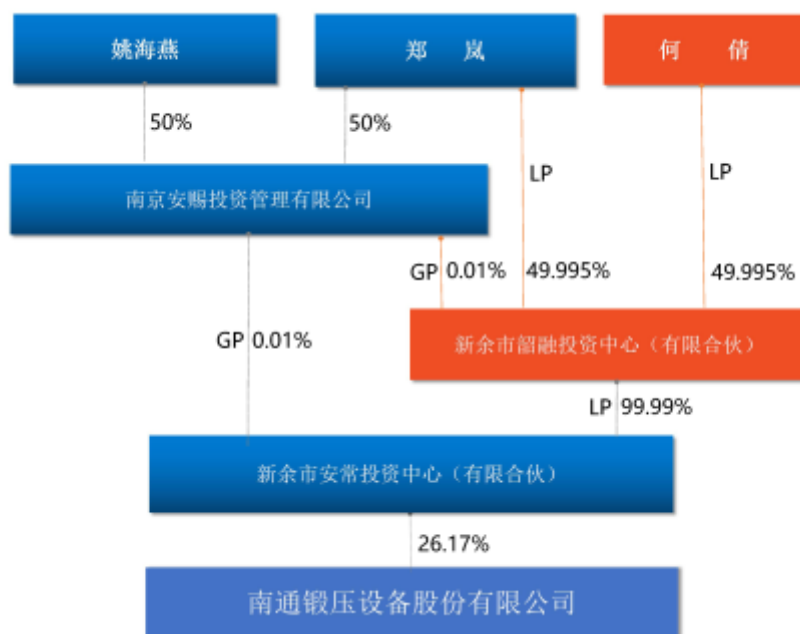 姚海燕
郑 岚
何 倩
50%
50%
LP
LP
南京安赐投资管理有限公司
GP 0.01%
49.995%
49.995%
GP 0.01%
新余市韶融投资中心（有限合伙）
LP 99.99%
新余市安常投资中心（有限合伙）
26.17%
南通锻压设备股份有限公司